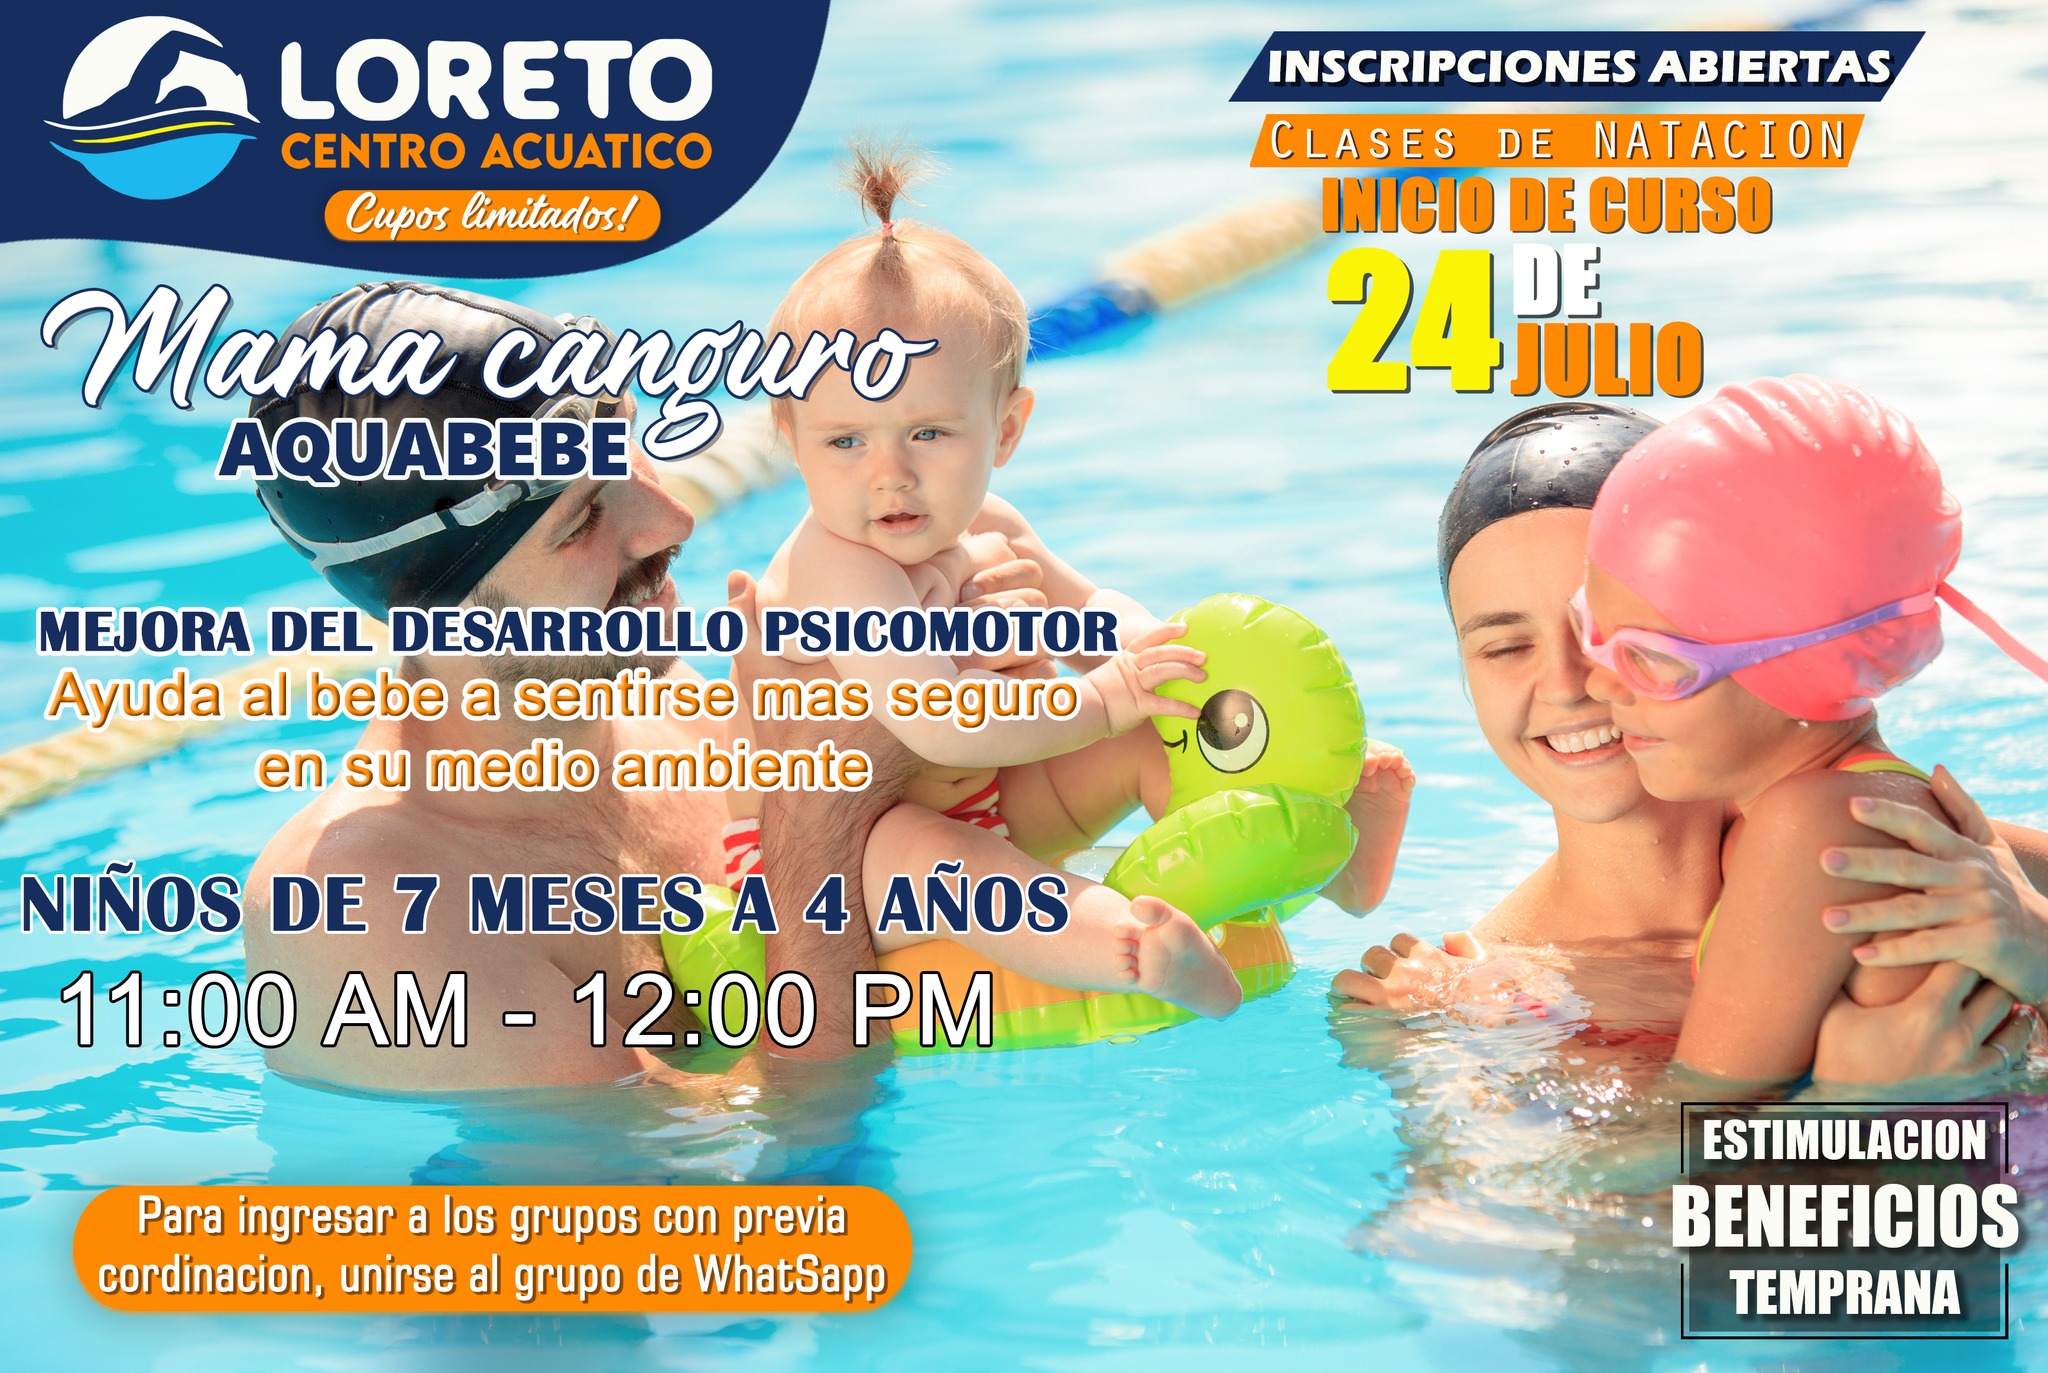 LORETO
CENTRO ACUATICO
Cupos limitados!
INSCRIPCIONES ABIERTAS
CLASES DE NATACION
INICIO DE CURSO
24 DE
JULIO
Mama canguro
AQUABEBE
MEJORA DEL DESARROLLO PSICOMOTOR
Ayuda al bebe a sentirse mas seguro
en su medio ambiente
NIÑOS DE 7 MESES A 4 AÑOS
11:00 AM - 12:00 PM
Para ingresar a los grupos con previa
cordinacion, unirse al grupo de WhatSapp
ESTIMULACION
BENEFICIOS
TEMPRANA